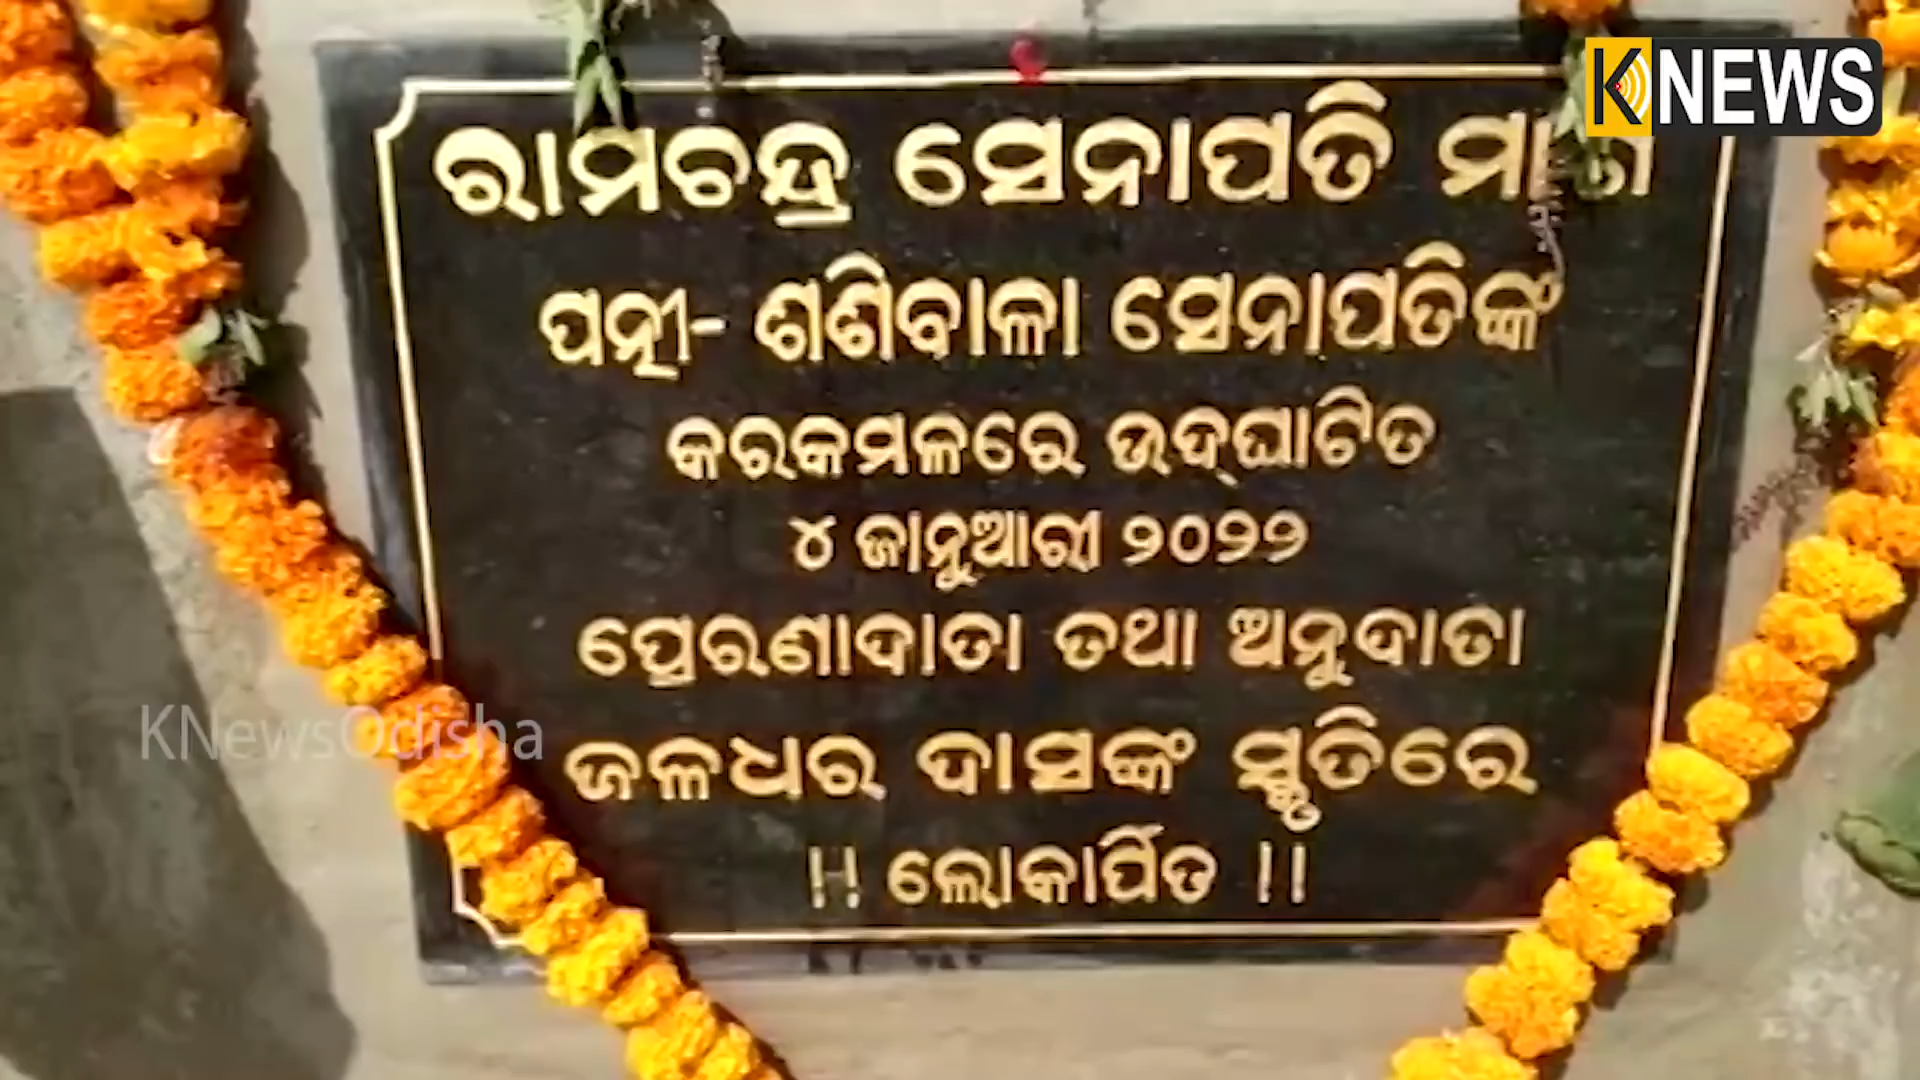 KNEWS
ରାମଚନ୍ଦ୍ର ସେନାପତି
ପତ୍ନୀ- ଶଶିବାଳା ସେନାପତିଙ୍କ
କରକମଳରେ ଉଦ୍‌ଘାଟିତ
୪ ଜାନୁଆରୀ ୨୦୨୨
ପ୍ରେରଣାଦାତା ତଥା ଅନୁଦାତା
ଜଳଧର ଦାସଙ୍କ ସ୍ମୃତିରେ
!! ଲୋକାର୍ପିତ !!
KNewsOdisha